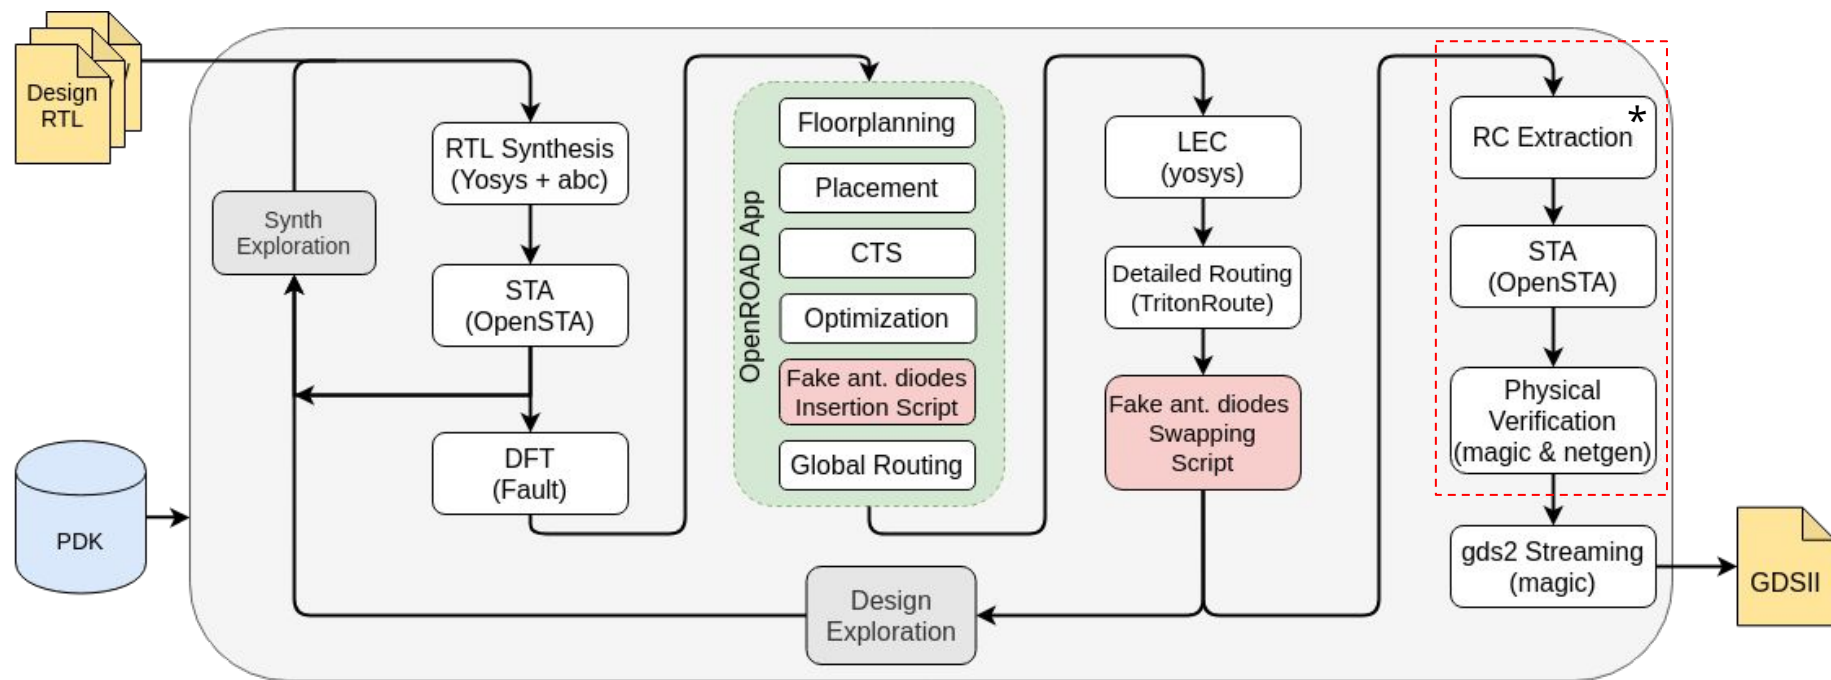 Design
RTL
PDK
Synth
Exploration
RTL Synthesis
(Yosys + abc)
STA
(OpenSTA)
DFT
(Fault)
OpenROAD App
Floorplanning
Placement
CTS
Optimization
Fake ant. diodes
Insertion Script
Global Routing
Design
Exploration
LEC
(yosys)
Detailed Routing
(TritonRoute)
Fake ant. diodes
Swapping
Script
RC Extraction *
STA
(OpenSTA)
Physical
Verification
(magic & netgen)
gds2 Streaming
(magic)
GDSII